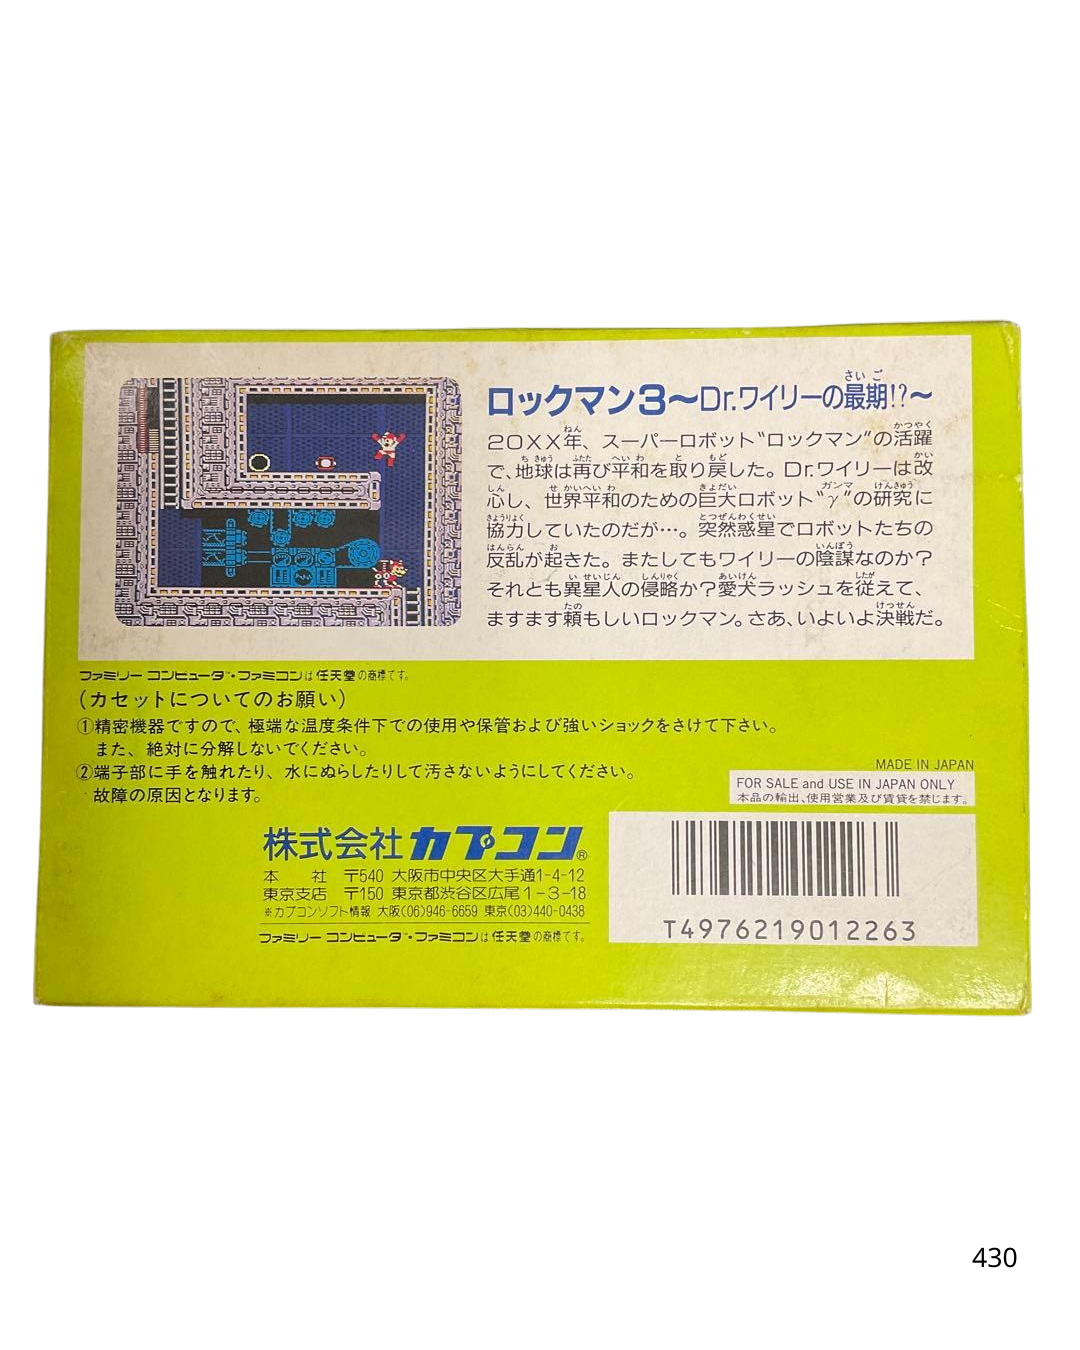 ロックマン3〜Dr.ワイリーの最期!?〜
20XX年、スーパーロボット"ロックマン"の活躍
で、地球は再び平和を取り戻した。Dr.ワイリーは改
心し、世界平和のための巨大ロボット"γ"の研究に
協力していたのだが…。突然惑星でロボットたちの
反乱が起きた。またしてもワイリーの陰謀なのか?
それとも異星人の侵略か?愛犬ラッシュを従えて、
ますます頼もしいロックマン。さあ、いよいよ決戦だ。
ファミリー コンピュータ™・ファミコンは任天堂の商標です。
(カセットについてのお願い)
①精密機器ですので、極端な温度条件下での使用や保管および強いショックをさけて下さい。
また、絶対に分解しないでください。
②端子部に手を触れたり、水にぬらしたりして汚さないようにしてください。
故障の原因となります。
MADE IN JAPAN
FOR SALE and USE IN JAPAN ONLY
本品の輸出、使用営業及び賃貸を禁じます。
株式会社カプコン®
本 社 〒540 大阪市中央区大手通1-4-12
東京支店 〒150 東京都渋谷区広尾1-3-18
※カプコンソフト情報 大阪(06)946-6659 東京(03)440-0438
ファミリー コンピュータ™・ファミコンは任天堂の商標です。
T4976219012263
430